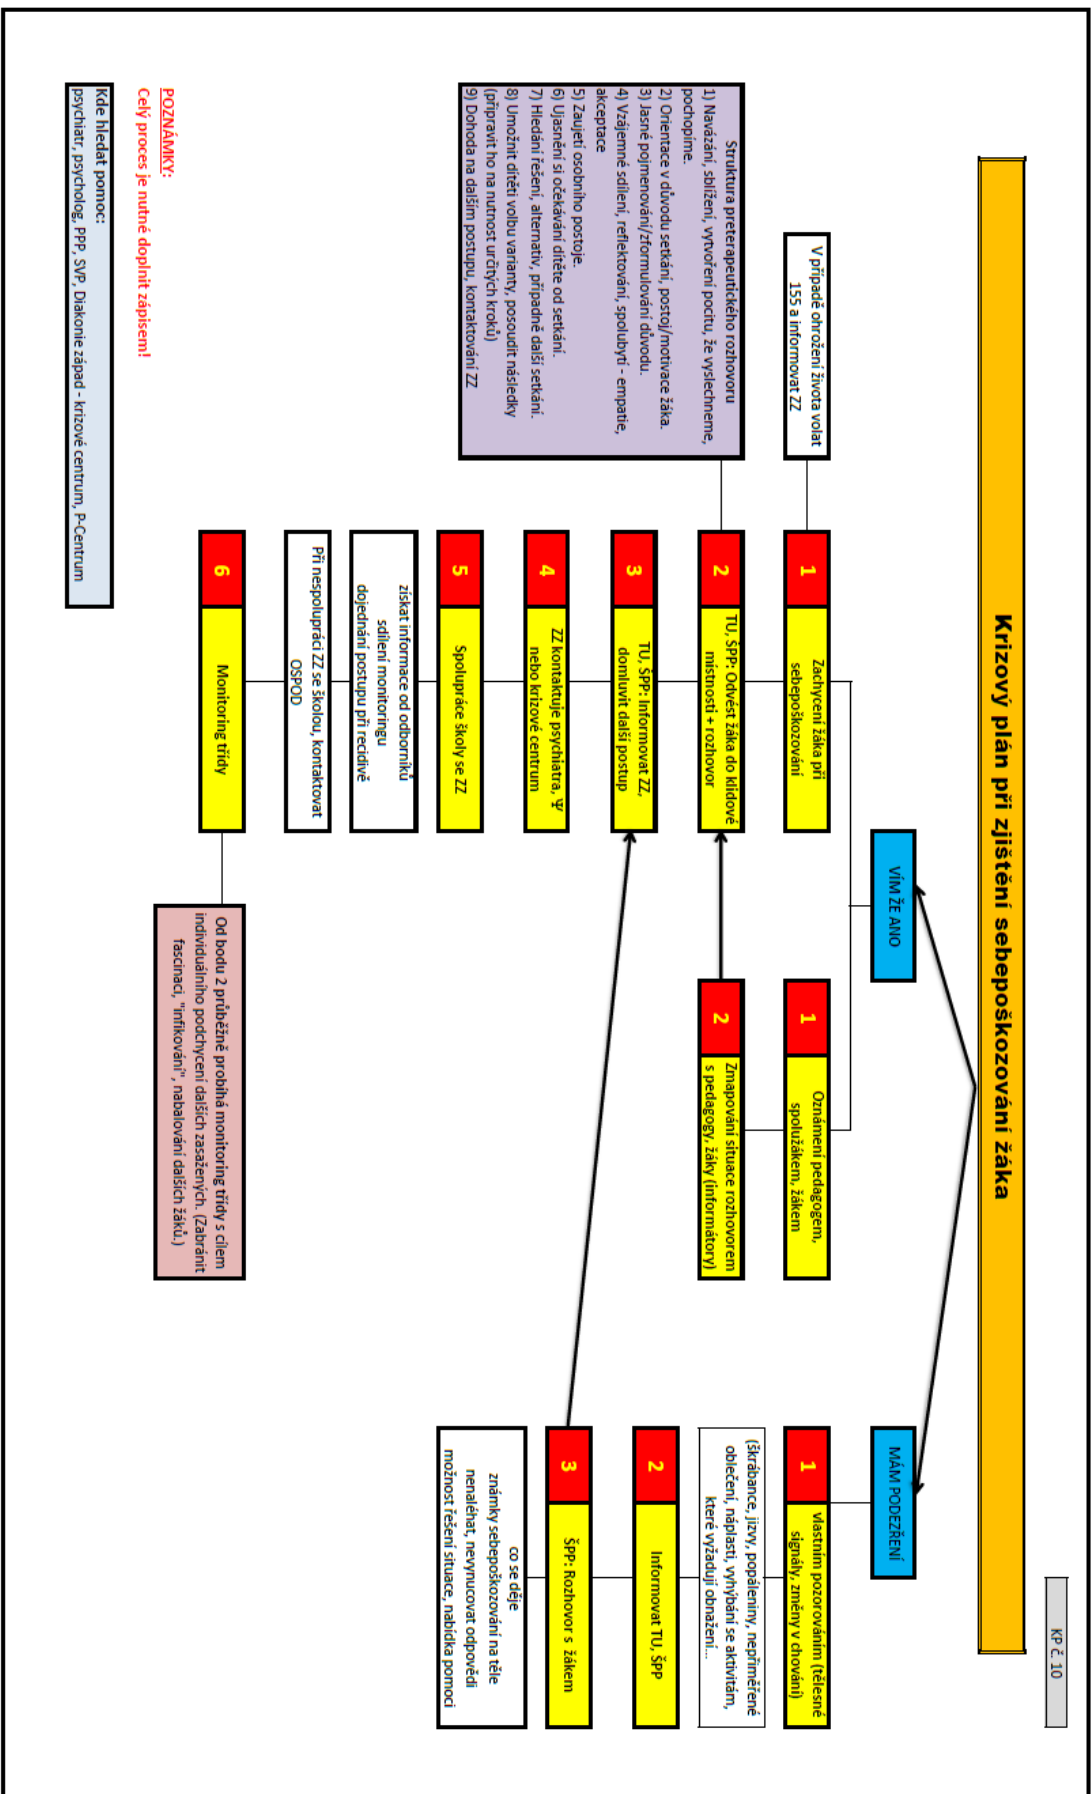 KP č. 10
Krizový plán při zjištění sebepoškozování žáka
VÍM ŽE ANO
MÁM PODEZŘENÍ
V případě ohrožení života volat
155 a informovat ZZ
1
Zachycení žáka při
sebepoškozování
1
Oznámení pedagogem,
spolužákem, žákem
1
vlastním pozorováním (tělesné
signály, změny v chování)
Struktura preterapeutického rozhovoru
1) Navázání, sblížení, vytvoření pocitu, že vyslechneme,
pochopíme.
2) Orientace v důvodu setkání, postoj/motivace žáka.
3) Jasné pojmenování/zformulování důvodu.
4) Vzájemné sdílení, reflektování, spolubytí - empatie,
akceptace
5) Zaujetí osobního postoje.
6) Ujasnění si očekávání dítěte od setkání.
7) Hledání řešení, alternativ, případně další setkání.
8) Umožnit dítěti volbu varianty, posoudit následky
(připravit ho na nutnost určitých kroků)
9) Dohoda na dalším postupu, kontaktování ZZ
2
TU, ŠPP: Odvést žáka do klidové
místnosti + rozhovor
2
Zmapování situace rozhovorem
s pedagogy, žáky (informátory)
(škrábance, jizvy, popáleniny, nepřiměřené
oblečení, náplasti, vyhýbání se aktivitám,
které vyžadují obnažení...
3
TU, ŠPP: Informovat ZZ,
domluvit další postup
2
Informovat TU, ŠPP
4
ZZ kontaktuje psychiatra, Ψ
nebo krizové centrum
3
ŠPP: Rozhovor s žákem
5
Spolupráce školy se ZZ
co se děje
známky sebepoškozování na těle
nenaléhat, nevynucovat odpovědi
možnost řešení situace, nabídka pomoci
získat informace od odborníků
sdílení monitoringu
dojednání postupu při recidivě
Při nespolupráci ZZ se školou, kontaktovat
OSPOD
6
Monitoring třídy
Od bodu 2 průběžně probíhá monitoring třídy s cílem
individuálního podchycení dalších zasažených. (Zabránit
fascinaci, "infikování", nabalování dalších žáků.)
POZNÁMKY:
Celý proces je nutné doplnit zápisem!
Kde hledat pomoc:
psychiatr, psycholog, PPP, SVP, Diakonie západ - krizové centrum, P-Centrum